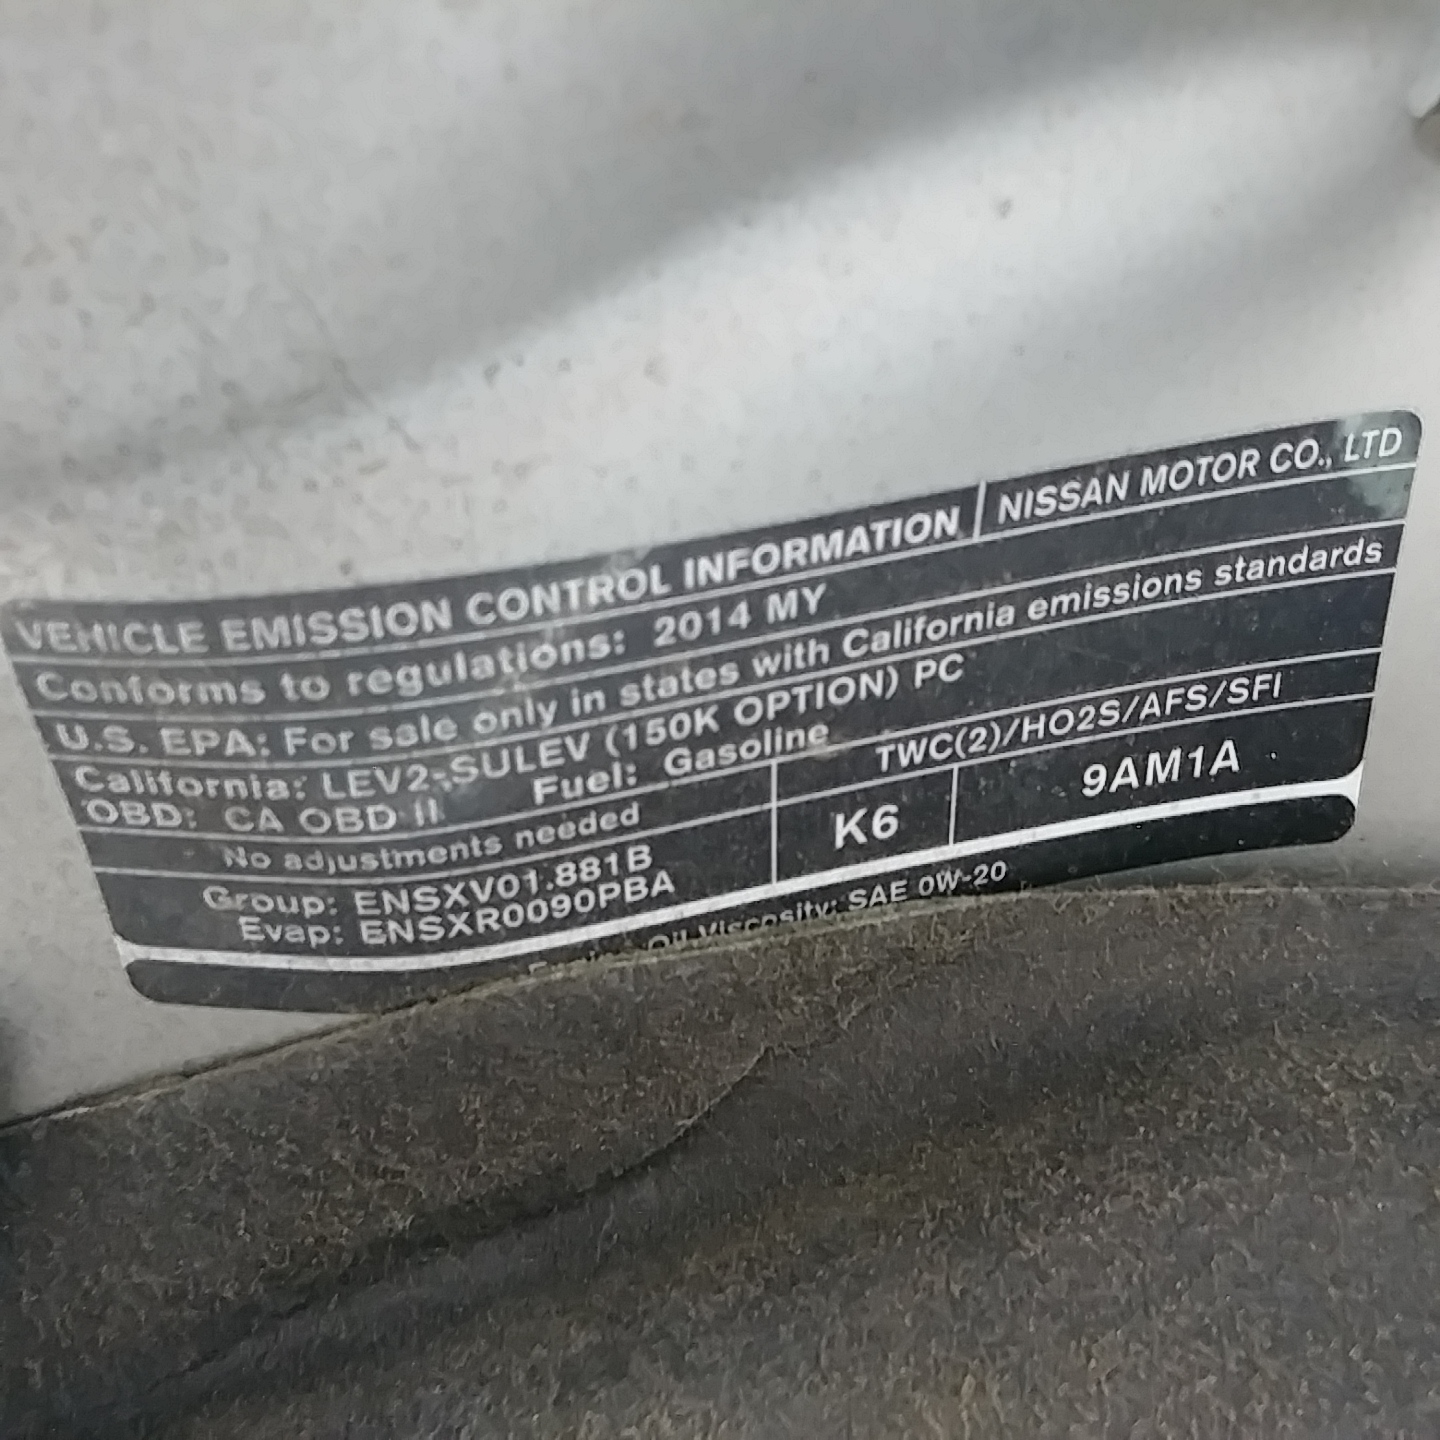 VEHICLE EMISSION CONTROL INFORMATION NISSAN MOTOR CO., LTD
Conforms to regulations: 2014 MY
U.S. EPA: For sale only in states with California emissions standards
California: LEV2-SULEV (150K OPTION) PC
OBD: CA OBD II Fuel: Gasoline
No adjustments needed
TWC(2)/HO2S/AFS/SFI
Group: ENSXV01.881B
Evap: ENSXR0090PBA
K6
9AM1A
Oil Viscosity: SAE 0W-20